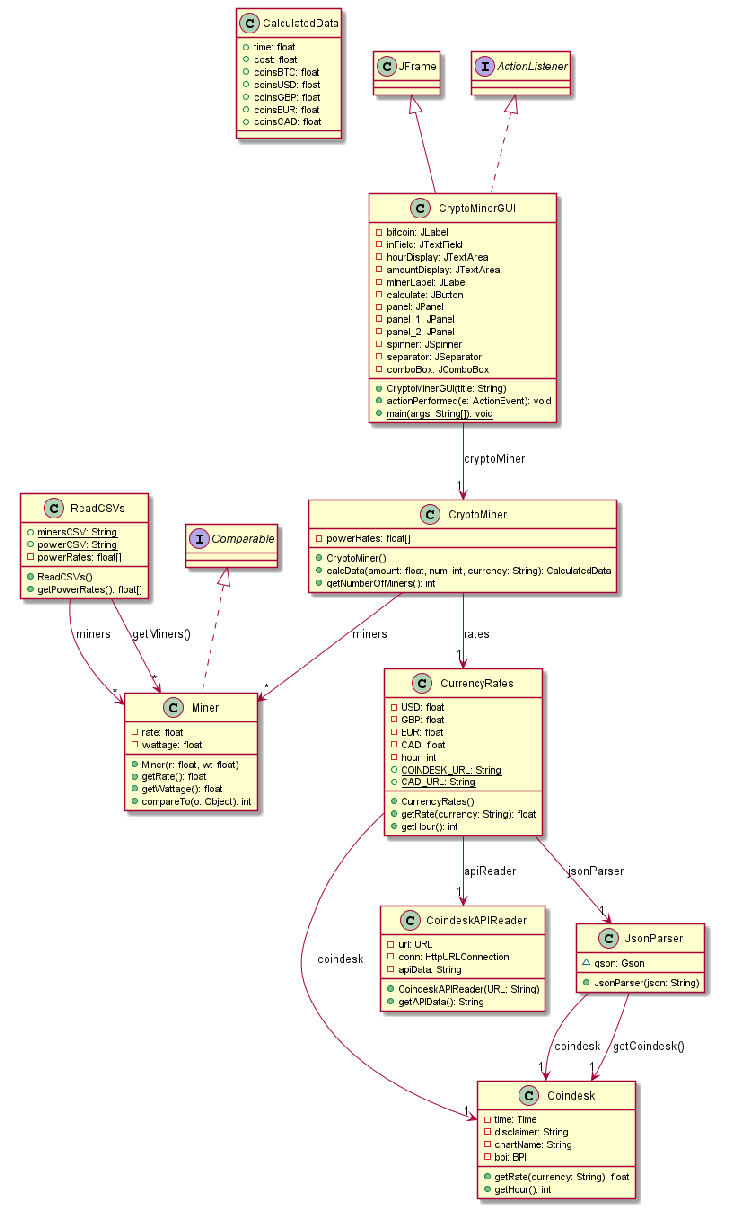 C CalculatedData
time: float
cost: float
coinsBTC: float
coinsUSD: float
coinsGBP: float
coinsEUR: float
coinsCAD: float
C JFrame
I ActionListener
C CryptoMinerGUI
bitcoin: JLabel
inField: JTextField
hourDisplay: JTextArea
amountDisplay: JTextArea
minerLabel: JLabel
calculate: JButton
panel: JPanel
panel_1: JPanel
panel_2: JPanel
spinner: JSpinner
separator: JSeparator
comboBox: JComboBox
CryptoMinerGUI(title: String)
actionPerformed(e: ActionEvent): void
main(args: String[]): void
cryptoMiner
1
C ReadCSVs
minersCSV: String
powerCSV: String
powerRates: float[]
ReadCSVs()
getPowerRates(): float[]
I Comparable
C CryptoMiner
powerRates: float[]
CryptoMiner()
calcData(amount: float, num: int, currency: String): CalculatedData
getNumberOfMiners(): int
miners
getMiners()
miners
rates
*
*
*
1
C Miner
rate: float
wattage: float
Miner(r: float, w: float)
getRate(): float
getWattage(): float
compareTo(o: Object): int
C CurrencyRates
USD: float
GBP: float
EUR: float
CAD: float
hour: int
COINDESK_URL: String
CAD_URL: String
CurrencyRates()
getRate(currency: String): float
getHour(): int
apiReader
jsonParser
1
1
C CoindeskAPIReader
url: URL
conn: HttpURLConnection
apiData: String
CoindeskAPIReader(URL: String)
getAPIData(): String
C JsonParser
gson: Gson
JsonParser(json: String)
coindesk
coindesk
getCoindesk()
1
1
1
C Coindesk
time: Time
disclaimer: String
chartName: String
bpi: BPI
getRate(currency: String): float
getHour(): int